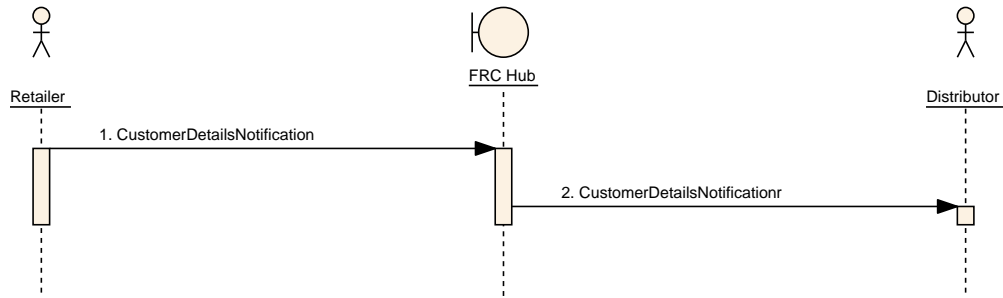 FRC Hub
Retailer
Distributor
1. CustomerDetailsNotification
2. CustomerDetailsNotificationr